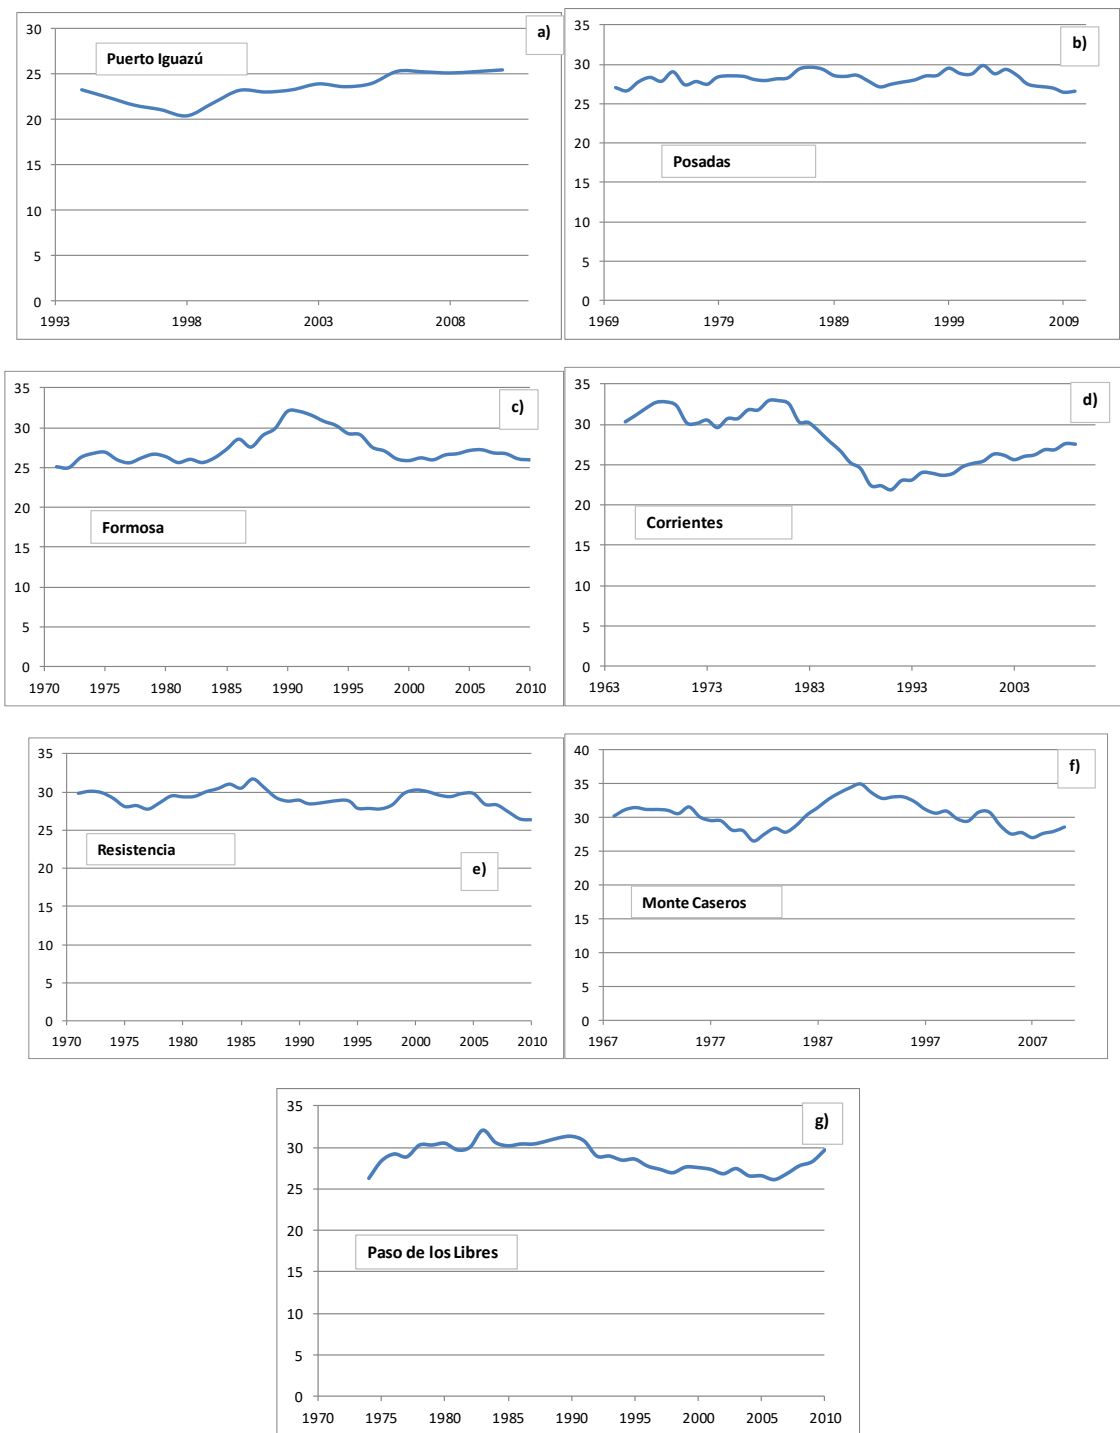 a)
Puerto Iguazú
30
25
20
15
10
5
0
1993 1998 2003 2008
b)
Posadas
35
30
25
20
15
10
5
0
1969 1979 1989 1999 2009
c)
Formosa
35
30
25
20
15
10
5
0
1970 1975 1980 1985 1990 1995 2000 2005 2010
d)
Corrientes
35
30
25
20
15
10
5
0
1963 1973 1983 1993 2003
e)
Resistencia
35
30
25
20
15
10
5
0
1970 1975 1980 1985 1990 1995 2000 2005 2010
f)
Monte Caseros
40
35
30
25
20
15
10
5
0
1967 1977 1987 1997 2007
g)
Paso de los Libres
35
30
25
20
15
10
5
0
1970 1975 1980 1985 1990 1995 2000 2005 2010